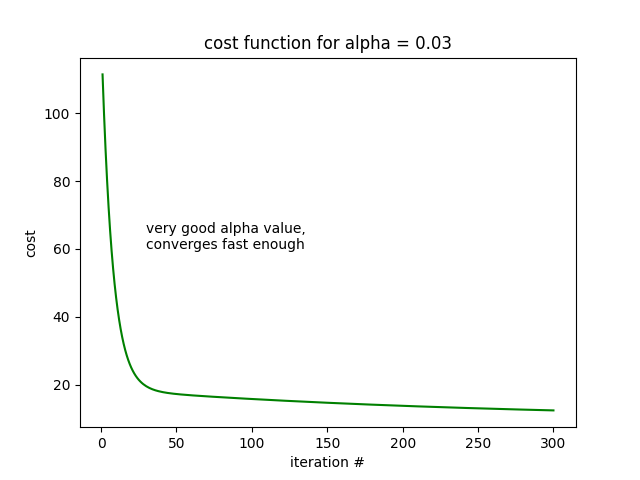 cost function for alpha = 0.03
100
80
60
40
20
cost
very good alpha value,
converges fast enough
0 50 100 150 200 250 300
iteration #